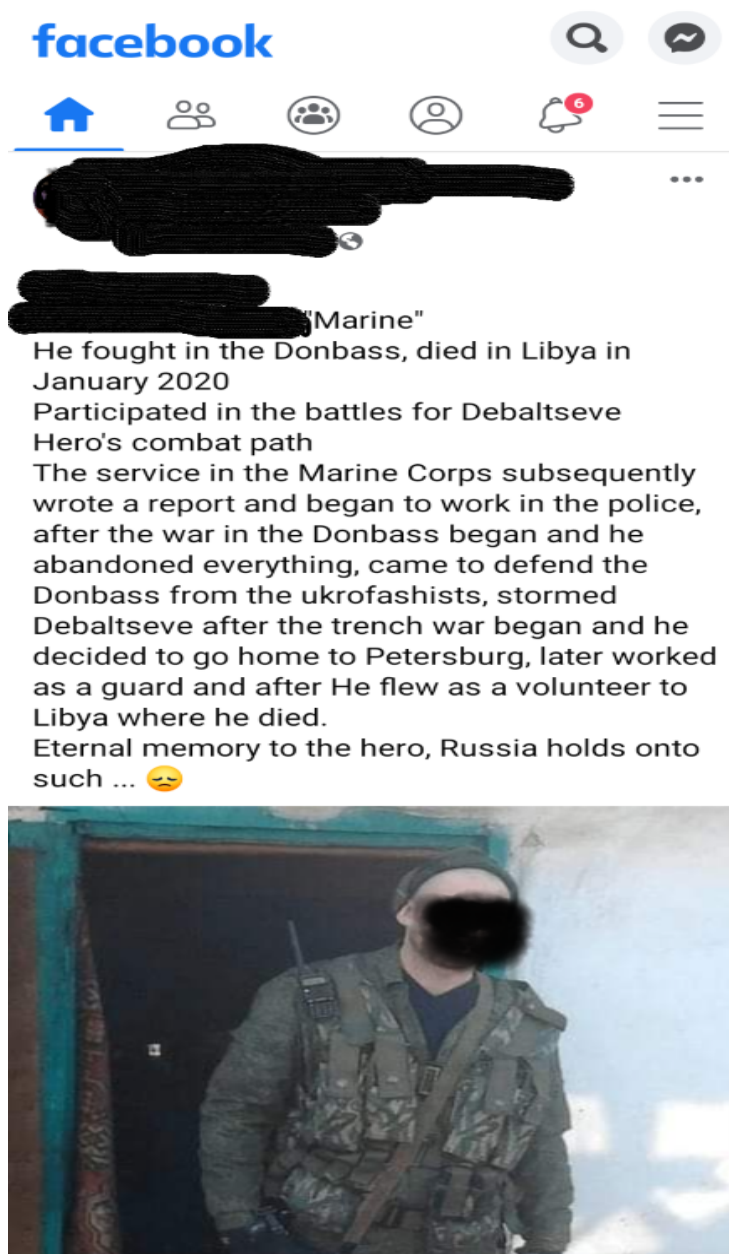 facebook
6
"Marine"
He fought in the Donbass, died in Libya in
January 2020
Participated in the battles for Debaltseve
Hero's combat path
The service in the Marine Corps subsequently
wrote a report and began to work in the police,
after the war in the Donbass began and he
abandoned everything, came to defend the
Donbass from the ukrofashists, stormed
Debaltseve after the trench war began and he
decided to go home to Petersburg, later worked
as a guard and after He flew as a volunteer to
Libya where he died.
Eternal memory to the hero, Russia holds onto
such ... 😞